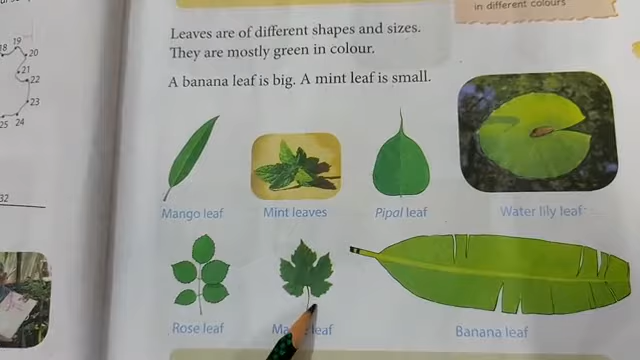 in different colours
Leaves are of different shapes and sizes.
They are mostly green in colour.
A banana leaf is big. A mint leaf is small.
18 19
20
21
22
23
25 24
32
Mango leaf
Mint leaves
Pipal leaf
Water lily leaf
Rose leaf
leaf
Banana leaf